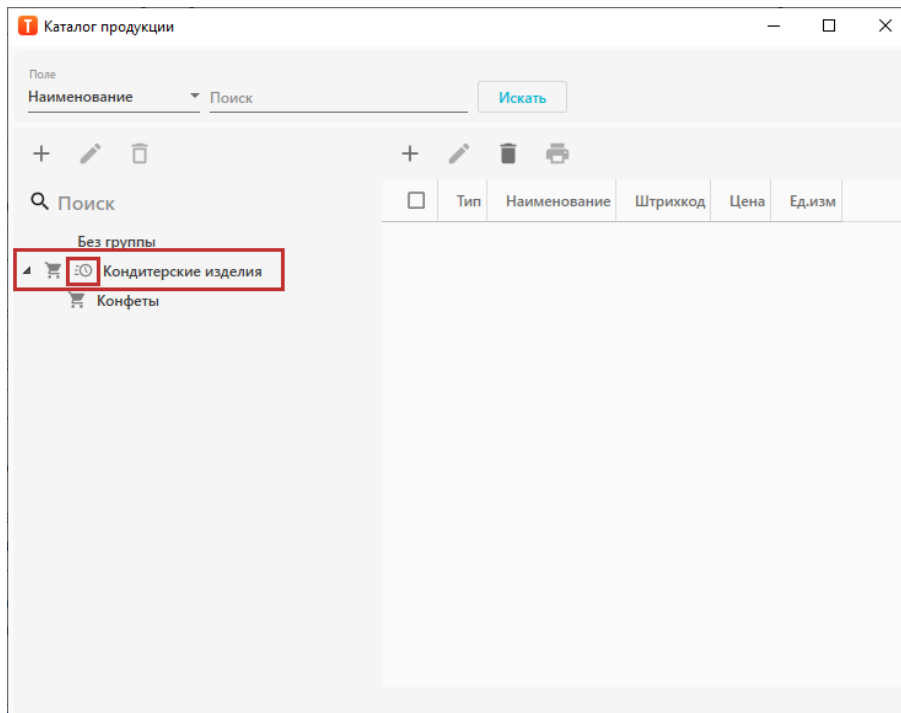 T Каталог продукции
Поле
Наименование Поиск Искать
Поиск
Тип Наименование Штрихкод Цена Ед.изм
Без группы
Кондитерские изделия
Конфеты